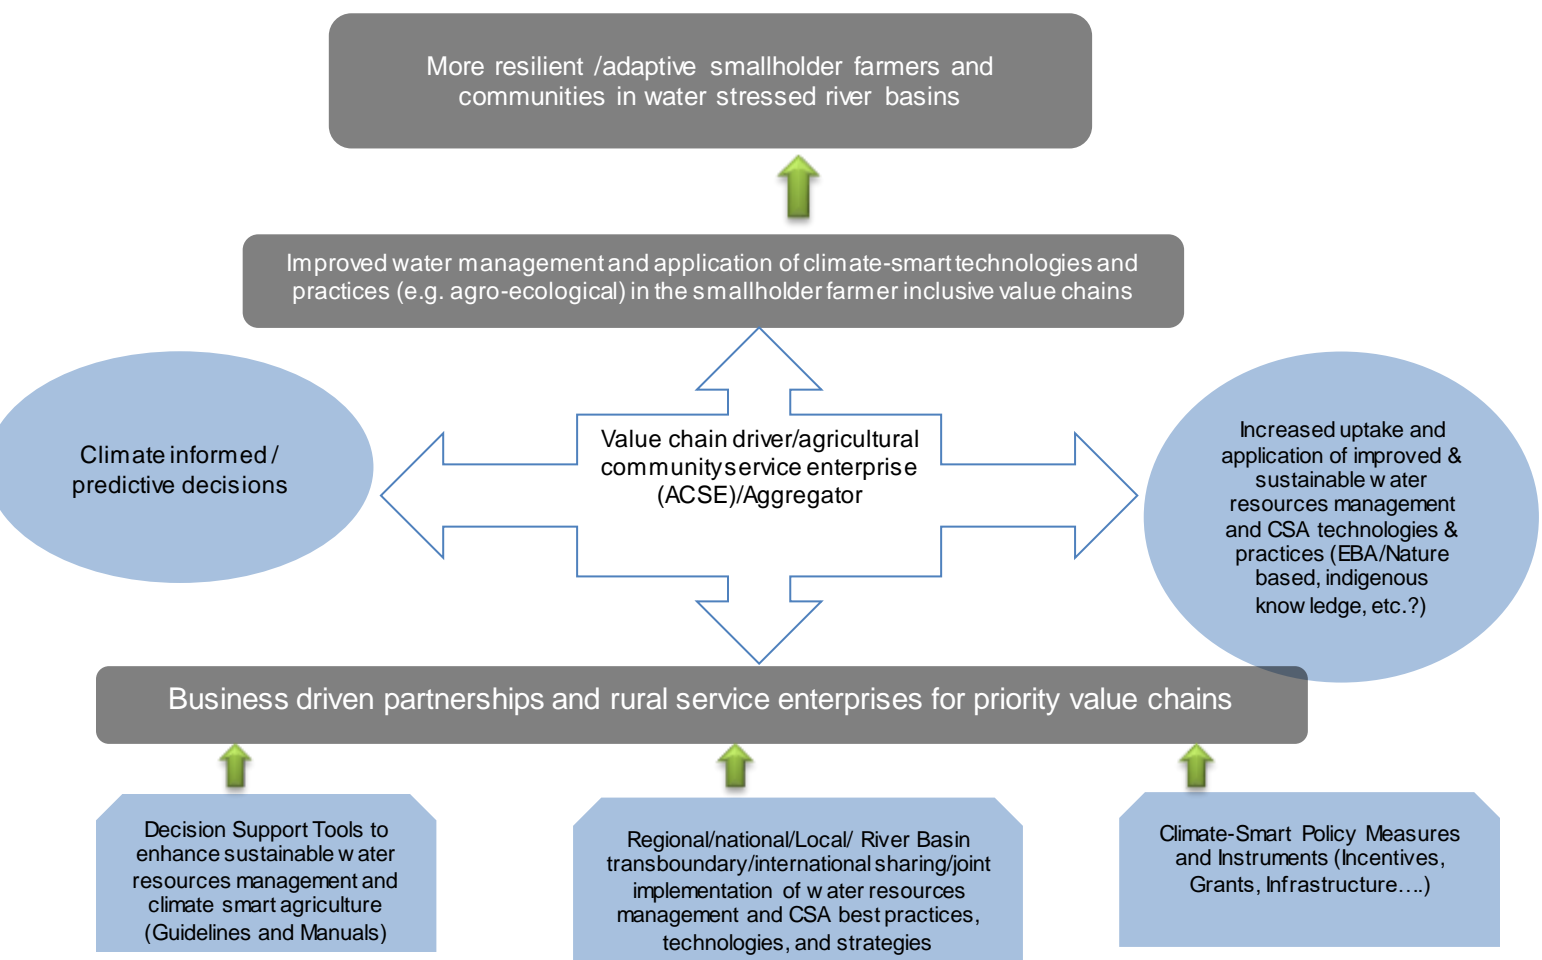 More resilient /adaptive smallholder farmers and
communities in water stressed river basins
Improved water management and application of climate-smart technologies and
practices (e.g. agro-ecological) in the smallholder farmer inclusive value chains
Climate informed /
predictive decisions
Value chain driver/agricultural
community service enterprise
(ACSE)/Aggregator
Increased uptake and
application of improved &
sustainable water
resources management
and CSA technologies &
practices (EBA/Nature
based, indigenous
knowledge, etc.?)
Business driven partnerships and rural service enterprises for priority value chains
Decision Support Tools to
enhance sustainable water
resources management and
climate smart agriculture
(Guidelines and Manuals)
Regional/national/Local/ River Basin
transboundary/international sharing/joint
implementation of water resources
management and CSA best practices,
technologies, and strategies
Climate-Smart Policy Measures
and Instruments (Incentives,
Grants, Infrastructure….)